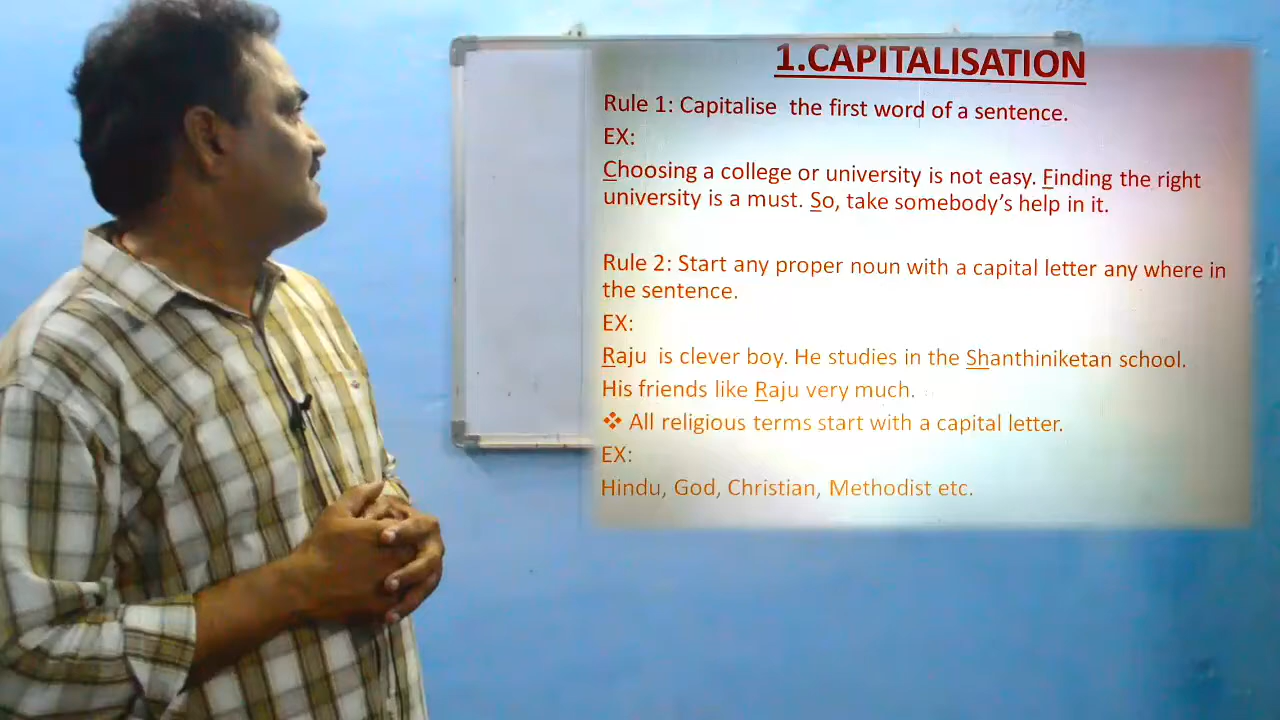 1.CAPITALISATION
Rule 1: Capitalise the first word of a sentence.
EX:
Choosing a college or university is not easy. Finding the right
university is a must. So, take somebody’s help in it.
Rule 2: Start any proper noun with a capital letter any where in
the sentence.
EX:
Raju is clever boy. He studies in the Shanthiniketan school.
His friends like Raju very much.
❖ All religious terms start with a capital letter.
EX:
Hindu, God, Christian, Methodist etc.